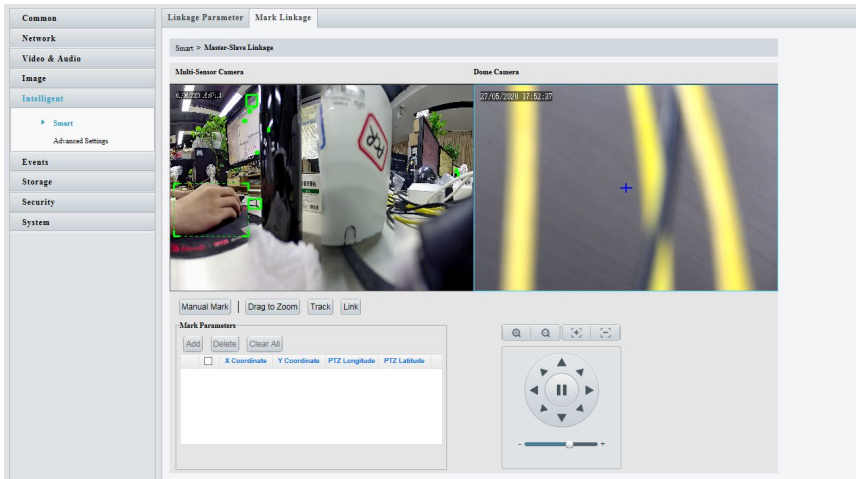 Common
Network
Video & Audio
Image
Intelligent
Smart
Advanced Settings
Events
Storage
Security
System
Linkage Parameter Mark Linkage
Smart > Master-Slave Linkage
Multi-Sensor Camera Dome Camera
27/05/2020 17:52:37
Manual Mark Drag to Zoom Track Link
Mark Parameters
Add Delete Clear All
X Coordinate Y Coordinate PTZ Longitude PTZ Latitude
- +